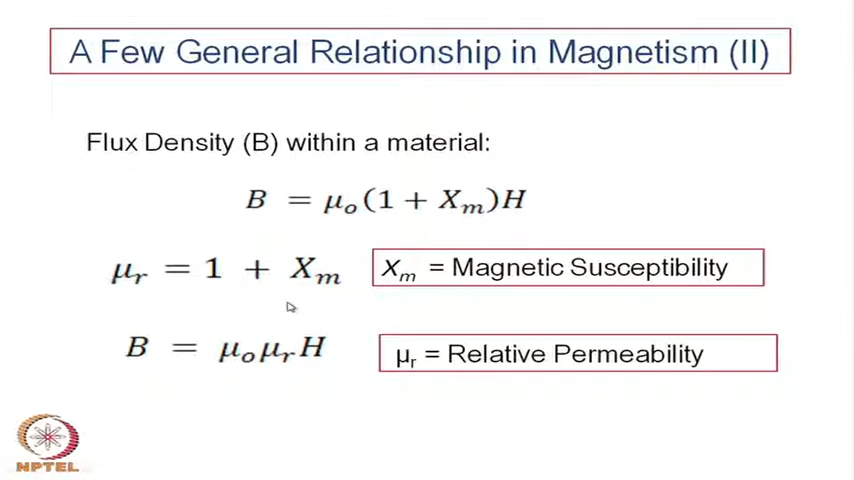 A Few General Relationship in Magnetism (II)
Flux Density (B) within a material:
B = μₒ(1 + Xₘ)H
μᵣ = 1 + Xₘ
Xₘ = Magnetic Susceptibility
B = μₒμᵣH
μᵣ = Relative Permeability
NPTEL